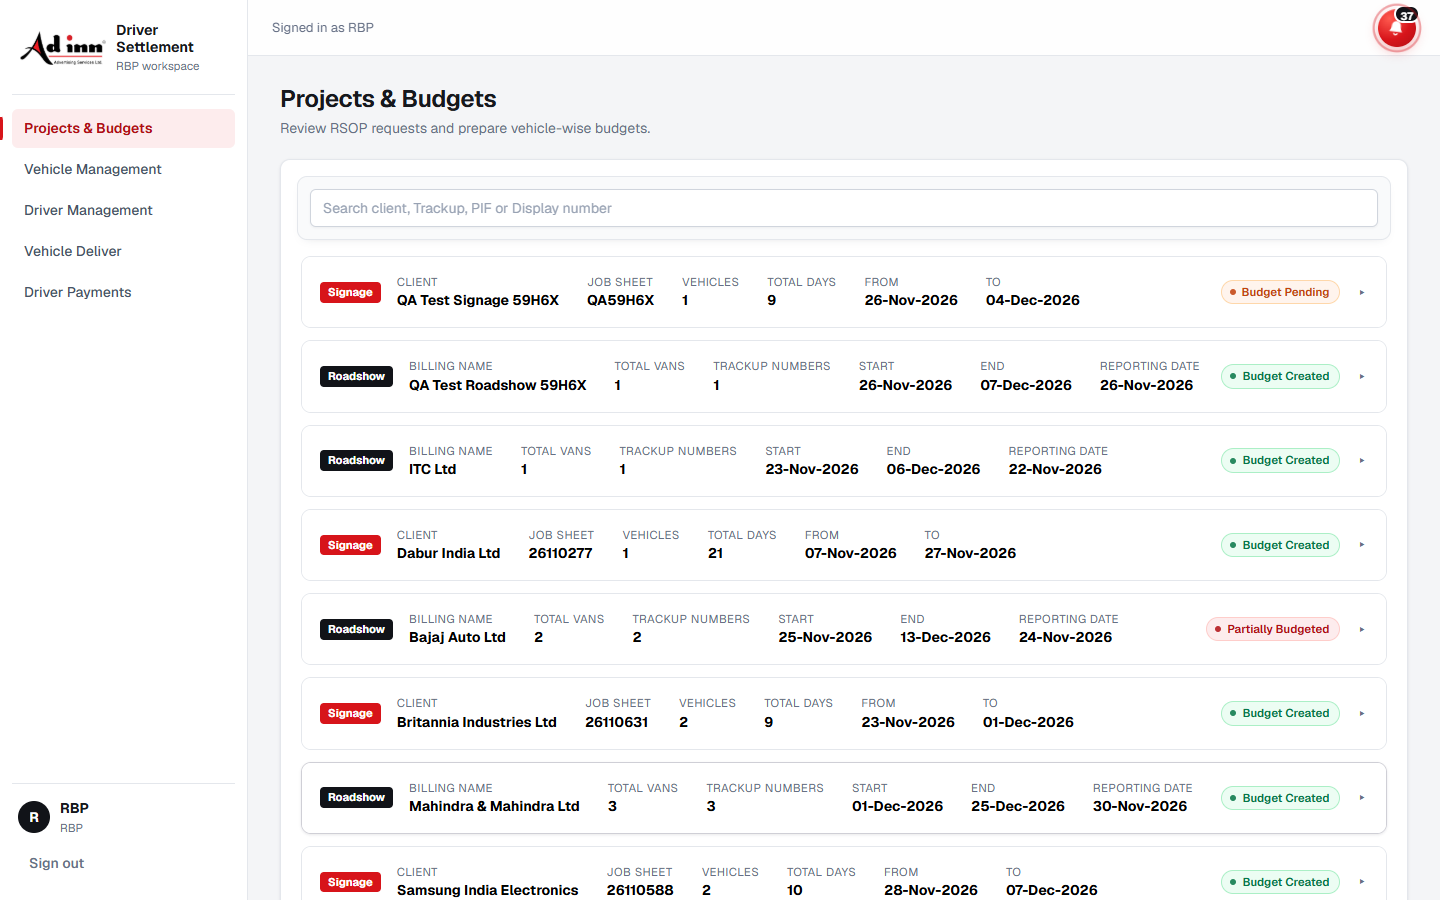 Ad inn
Advertising Services Ltd
Driver
Settlement
RBP workspace
Projects & Budgets
Vehicle Management
Driver Management
Vehicle Deliver
Driver Payments
R
RBP
RBP
Sign out
Signed in as RBP
37
Projects & Budgets
Review RSOP requests and prepare vehicle-wise budgets.
Search client, Trackup, PIF or Display number
Signage
CLIENT JOB SHEET VEHICLES TOTAL DAYS FROM TO
QA Test Signage 59H6X QA59H6X 1 9 26-Nov-2026 04-Dec-2026
Budget Pending
Roadshow
BILLING NAME TOTAL VANS TRACKUP NUMBERS START END REPORTING DATE
QA Test Roadshow 59H6X 1 1 26-Nov-2026 07-Dec-2026 26-Nov-2026
Budget Created
Roadshow
BILLING NAME TOTAL VANS TRACKUP NUMBERS START END REPORTING DATE
ITC Ltd 1 1 23-Nov-2026 06-Dec-2026 22-Nov-2026
Budget Created
Signage
CLIENT JOB SHEET VEHICLES TOTAL DAYS FROM TO
Dabur India Ltd 26110277 1 21 07-Nov-2026 27-Nov-2026
Budget Created
Roadshow
BILLING NAME TOTAL VANS TRACKUP NUMBERS START END REPORTING DATE
Bajaj Auto Ltd 2 2 25-Nov-2026 13-Dec-2026 24-Nov-2026
Partially Budgeted
Signage
CLIENT JOB SHEET VEHICLES TOTAL DAYS FROM TO
Britannia Industries Ltd 26110631 2 9 23-Nov-2026 01-Dec-2026
Budget Created
Roadshow
BILLING NAME TOTAL VANS TRACKUP NUMBERS START END REPORTING DATE
Mahindra & Mahindra Ltd 3 3 01-Dec-2026 25-Dec-2026 30-Nov-2026
Budget Created
Signage
CLIENT JOB SHEET VEHICLES TOTAL DAYS FROM TO
Samsung India Electronics 26110588 2 10 28-Nov-2026 07-Dec-2026
Budget Created